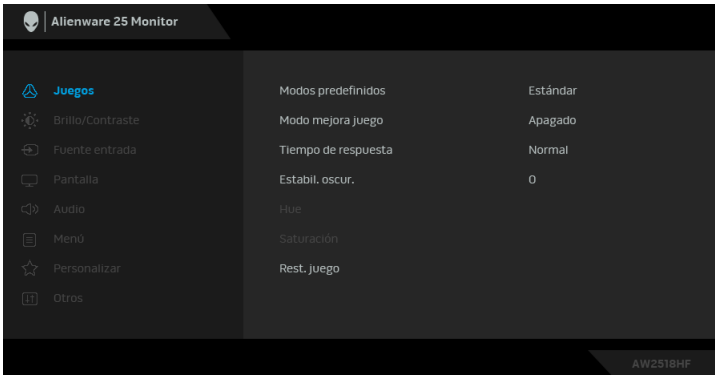 Alienware 25 Monitor
Juegos
Modos predefinidos Estándar
Brillo/Contraste
Modo mejora juego Apagado
Fuente entrada
Tiempo de respuesta Normal
Pantalla
Estabil. oscur. 0
Audio
Hue
Menú
Saturación
Personalizar
Rest. juego
Otros
AW2518HF